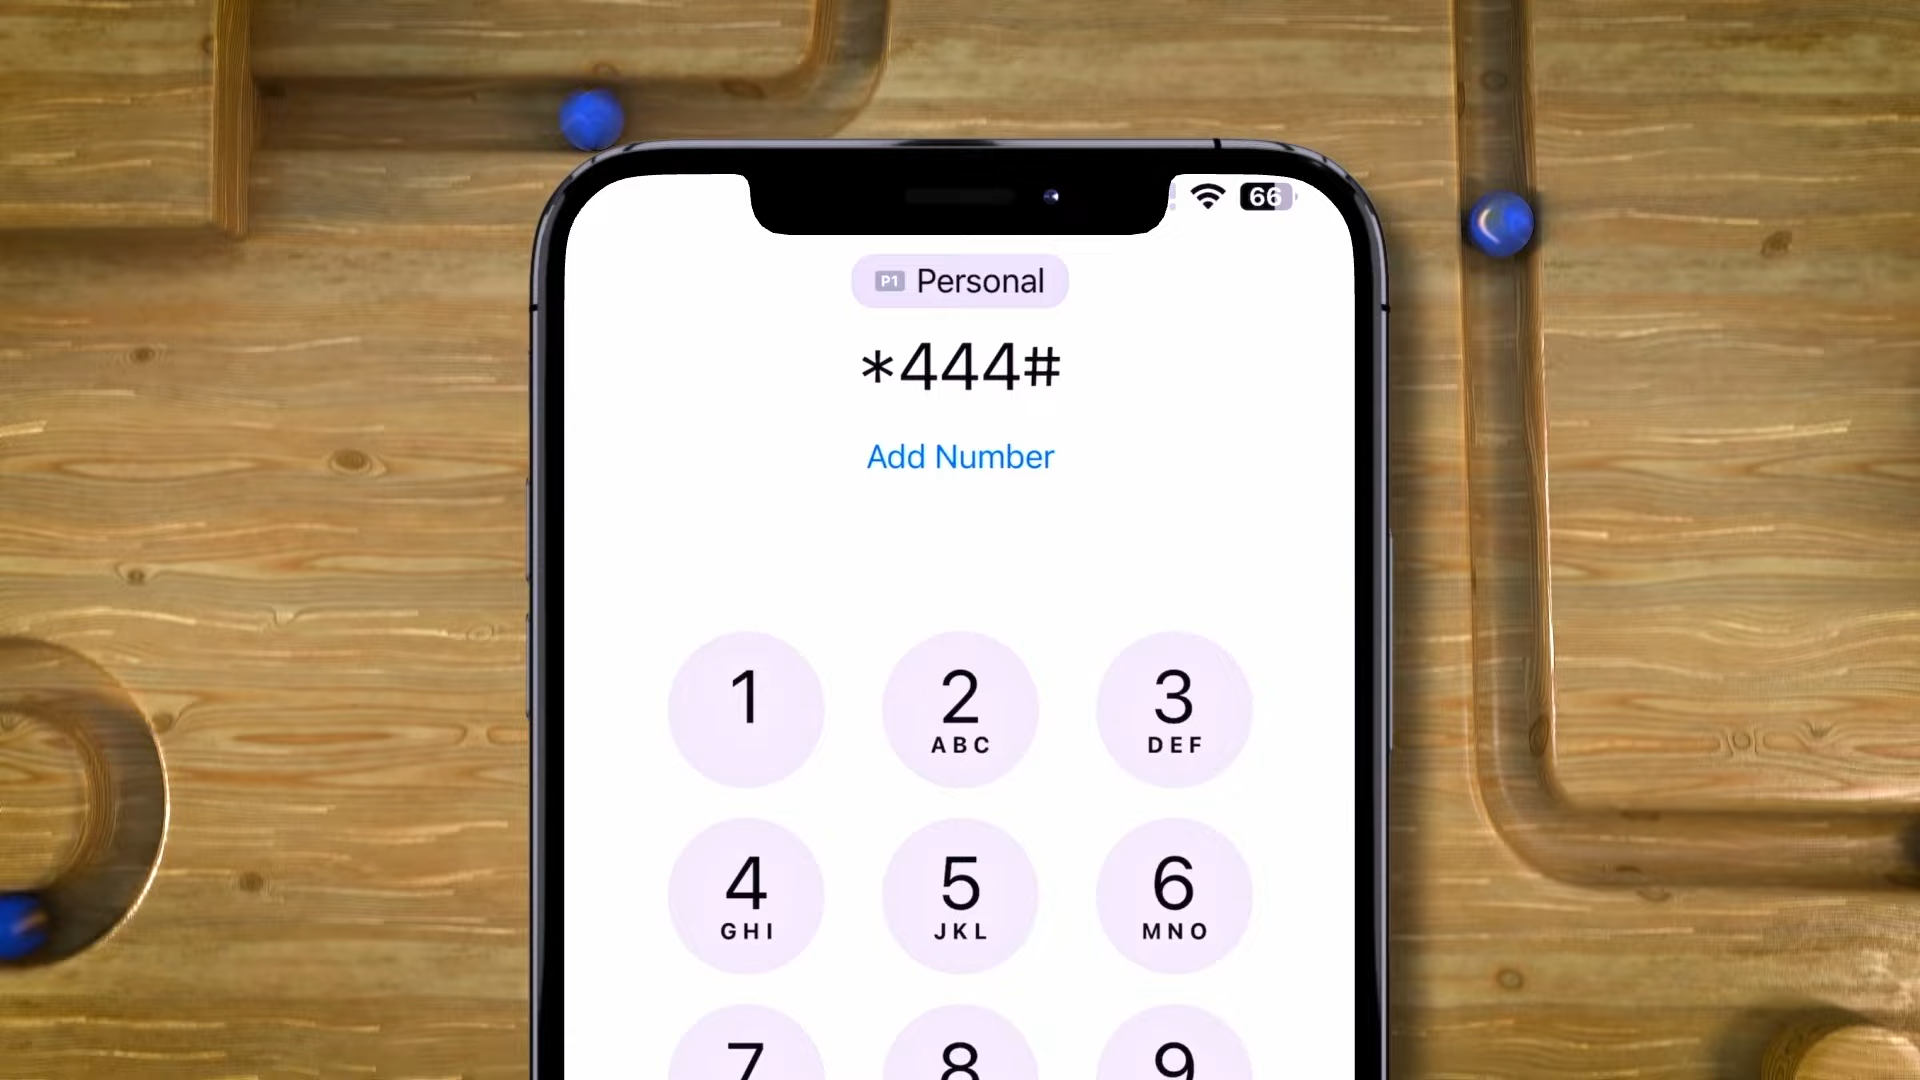 66
P1 Personal
*444#
Add Number
1
2
3
ABC
DEF
4
5
6
GHI
JKL
MNO
7
8
9